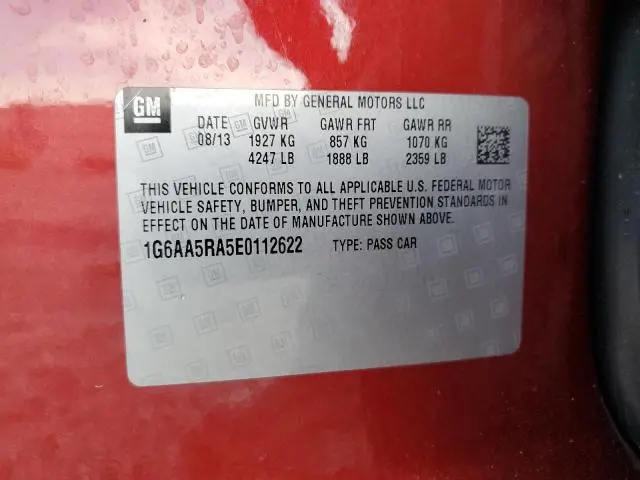 GM
MFD BY GENERAL MOTORS LLC
DATE GVWR GAWR FRT GAWR RR
08/13 1927 KG 857 KG 1070 KG
4247 LB 1888 LB 2359 LB
THIS VEHICLE CONFORMS TO ALL APPLICABLE U.S. FEDERAL MOTOR
VEHICLE SAFETY, BUMPER, AND THEFT PREVENTION STANDARDS IN
EFFECT ON THE DATE OF MANUFACTURE SHOWN ABOVE.
1G6AA5RA5E0112622 TYPE: PASS CAR